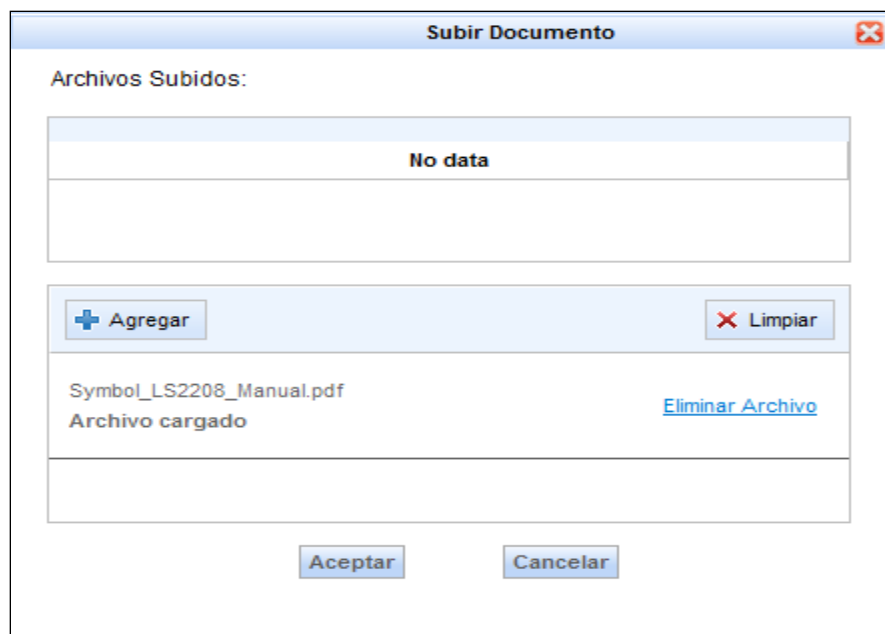 Subir Documento
Archivos Subidos:
No data
Agregar
Limpiar
Symbol_LS2208_Manual.pdf
Archivo cargado
Eliminar Archivo
Aceptar
Cancelar